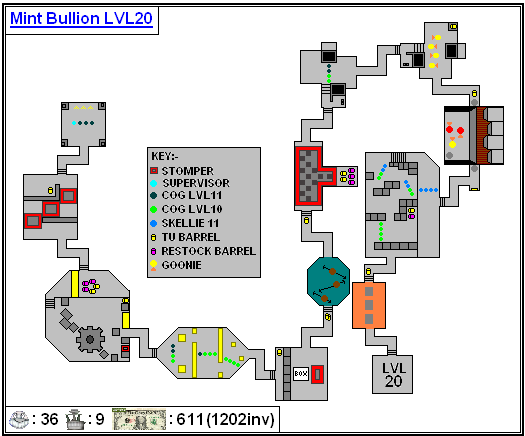 Mint Bullion LVL20
KEY:-
STOMPER
SUPERVISOR
COG LVL11
COG LVL10
SKELLIE 11
TU BARREL
RESTOCK BARREL
GOONIE
BOX
LVL
20
: 36 : 9 : 611(1202inv)